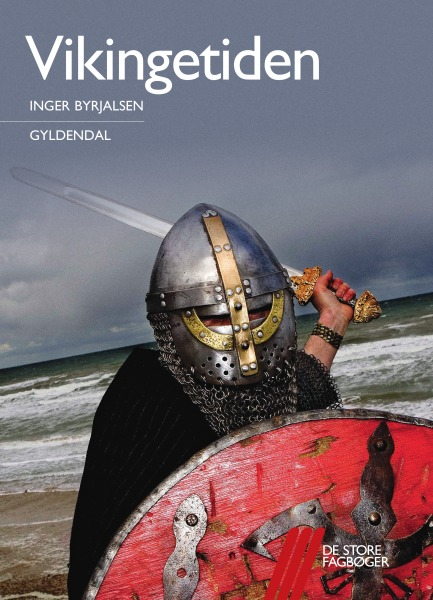 Vikingetiden
INGER BYRJALSEN
GYLDENDAL
DE STORE
FAGBØGER